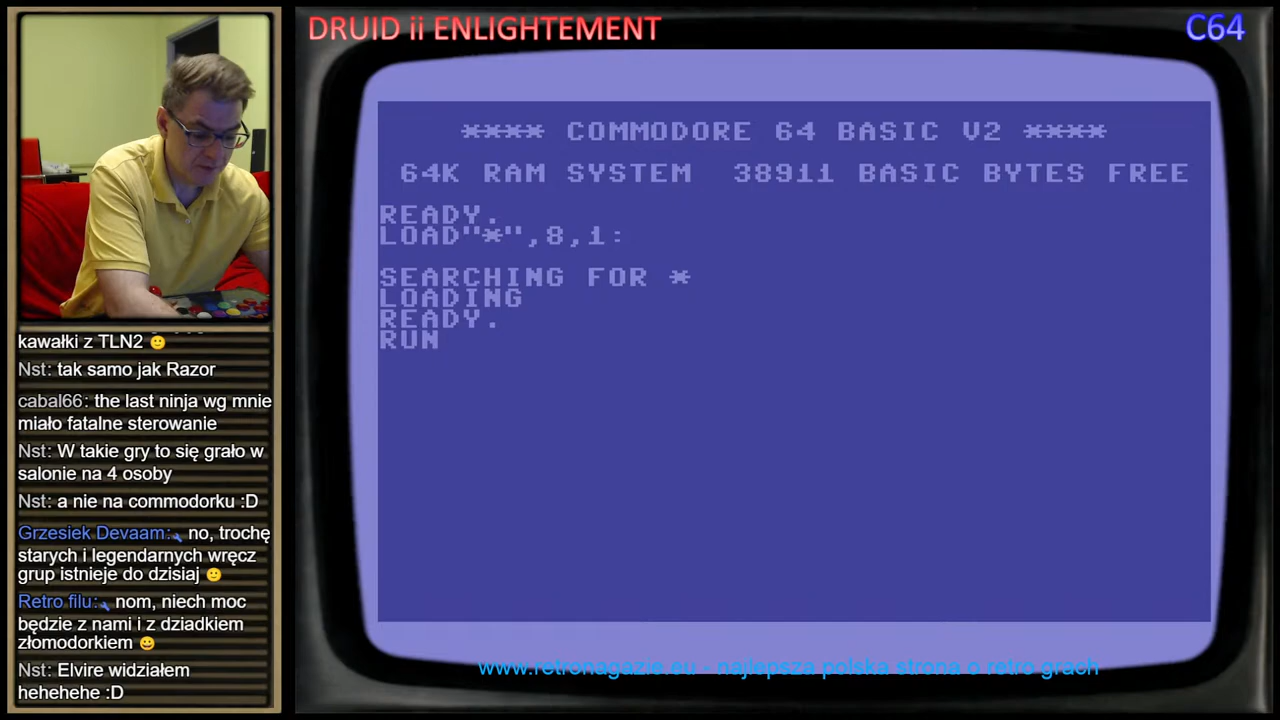 DRUID ii ENLIGHTEMENT
C64
**** COMMODORE 64 BASIC V2 ****
64K RAM SYSTEM 38911 BASIC BYTES FREE
READY.
LOAD"*",8,1:
SEARCHING FOR *
LOADING
READY.
RUN
kawałki z TLN2 🙂
Nst: tak samo jak Razor
cabal66: the last ninja wg mnie
miało fatalne sterowanie
Nst: W takie gry to się grało w
salonie na 4 osoby
Nst: a nie na commodorku :D
Grzesiek Devaam: no, trochę
starych i legendarnych wręcz
grup istnieje do dzisiaj 🙂
Retro filu: nom, niech moc
będzie z nami i z dziadkiem
złomodorkiem 😀
Nst: Elvire widziałem
hehehehe :D
www.retronagazie.eu - najlepsza polska strona o retro grach